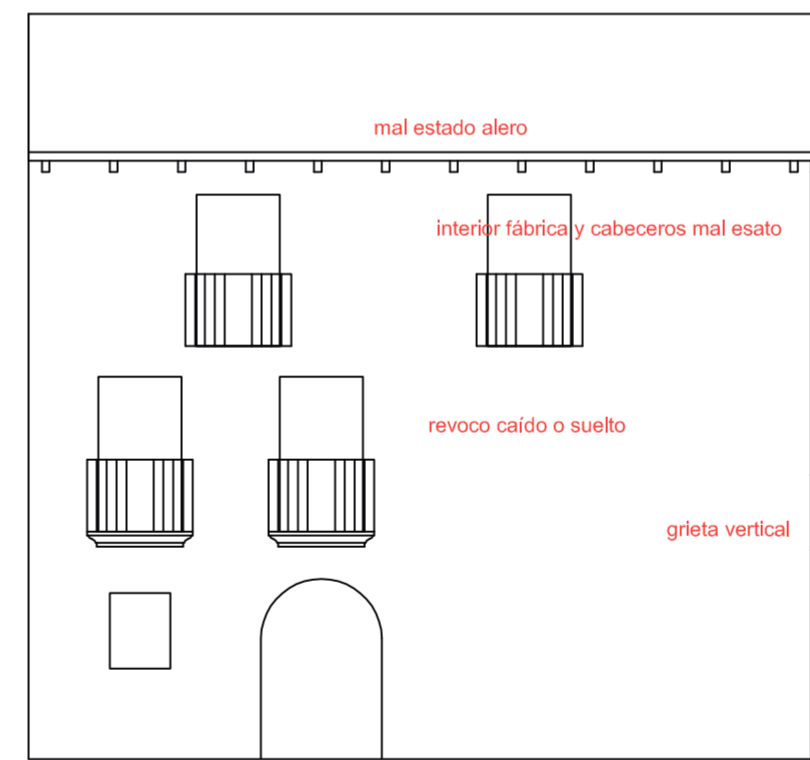 mal estado alero
interior fábrica y cabeceros mal esato
revoco caído o suelto
grieta vertical